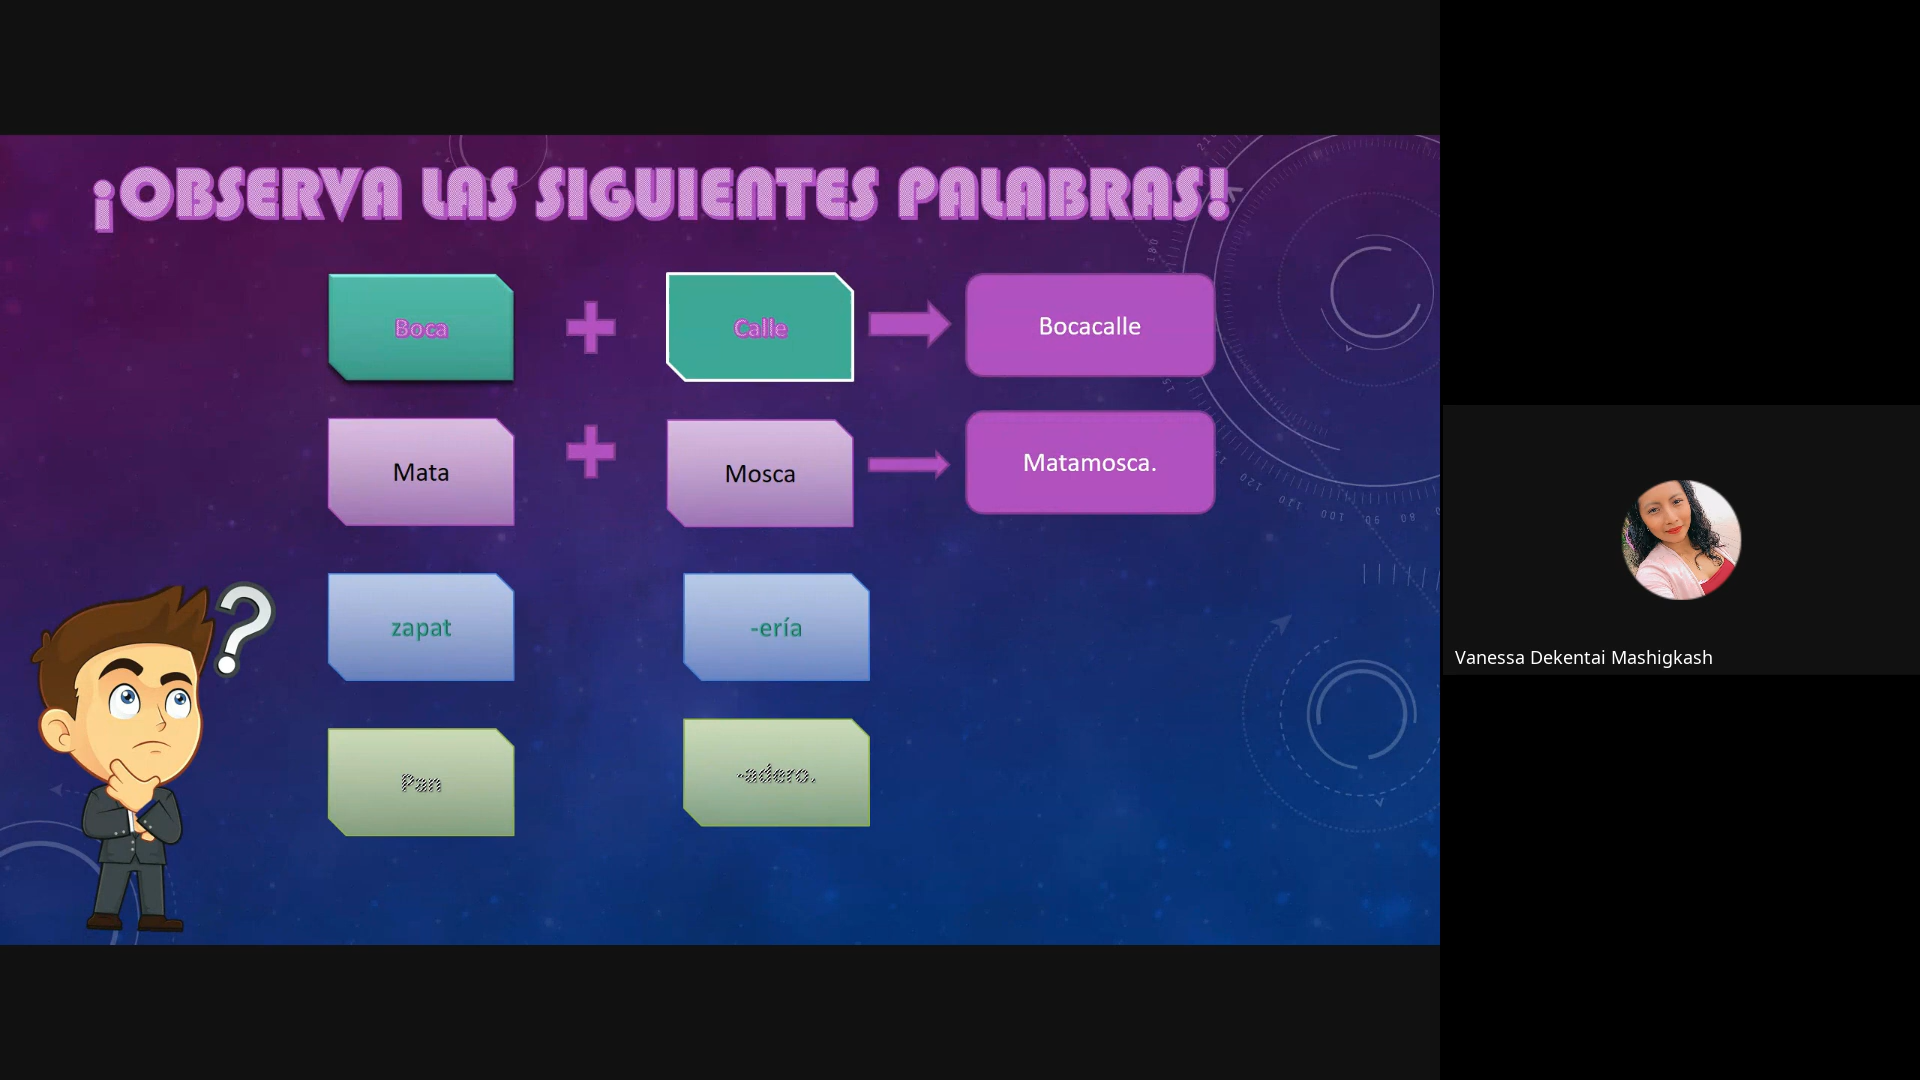 ¡OBSERVA LAS SIGUIENTES PALABRAS!
Boca
Calle
Bocacalle
Mata
Mosca
Matamosca.
zapat
-ería
Pan
-adero.
Vanessa Dekentai Mashigkash